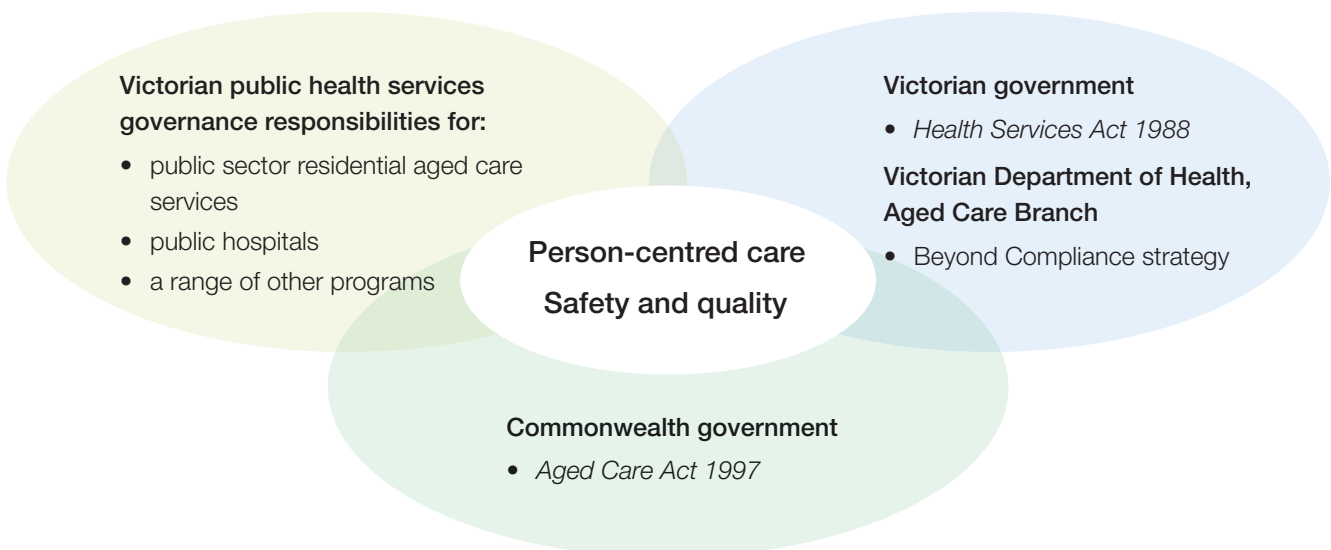 Victorian public health services
governance responsibilities for:
• public sector residential aged care
services
• public hospitals
• a range of other programs
Victorian government
• Health Services Act 1988
Victorian Department of Health,
Aged Care Branch
• Beyond Compliance strategy
Person-centred care
Safety and quality
Commonwealth government
• Aged Care Act 1997